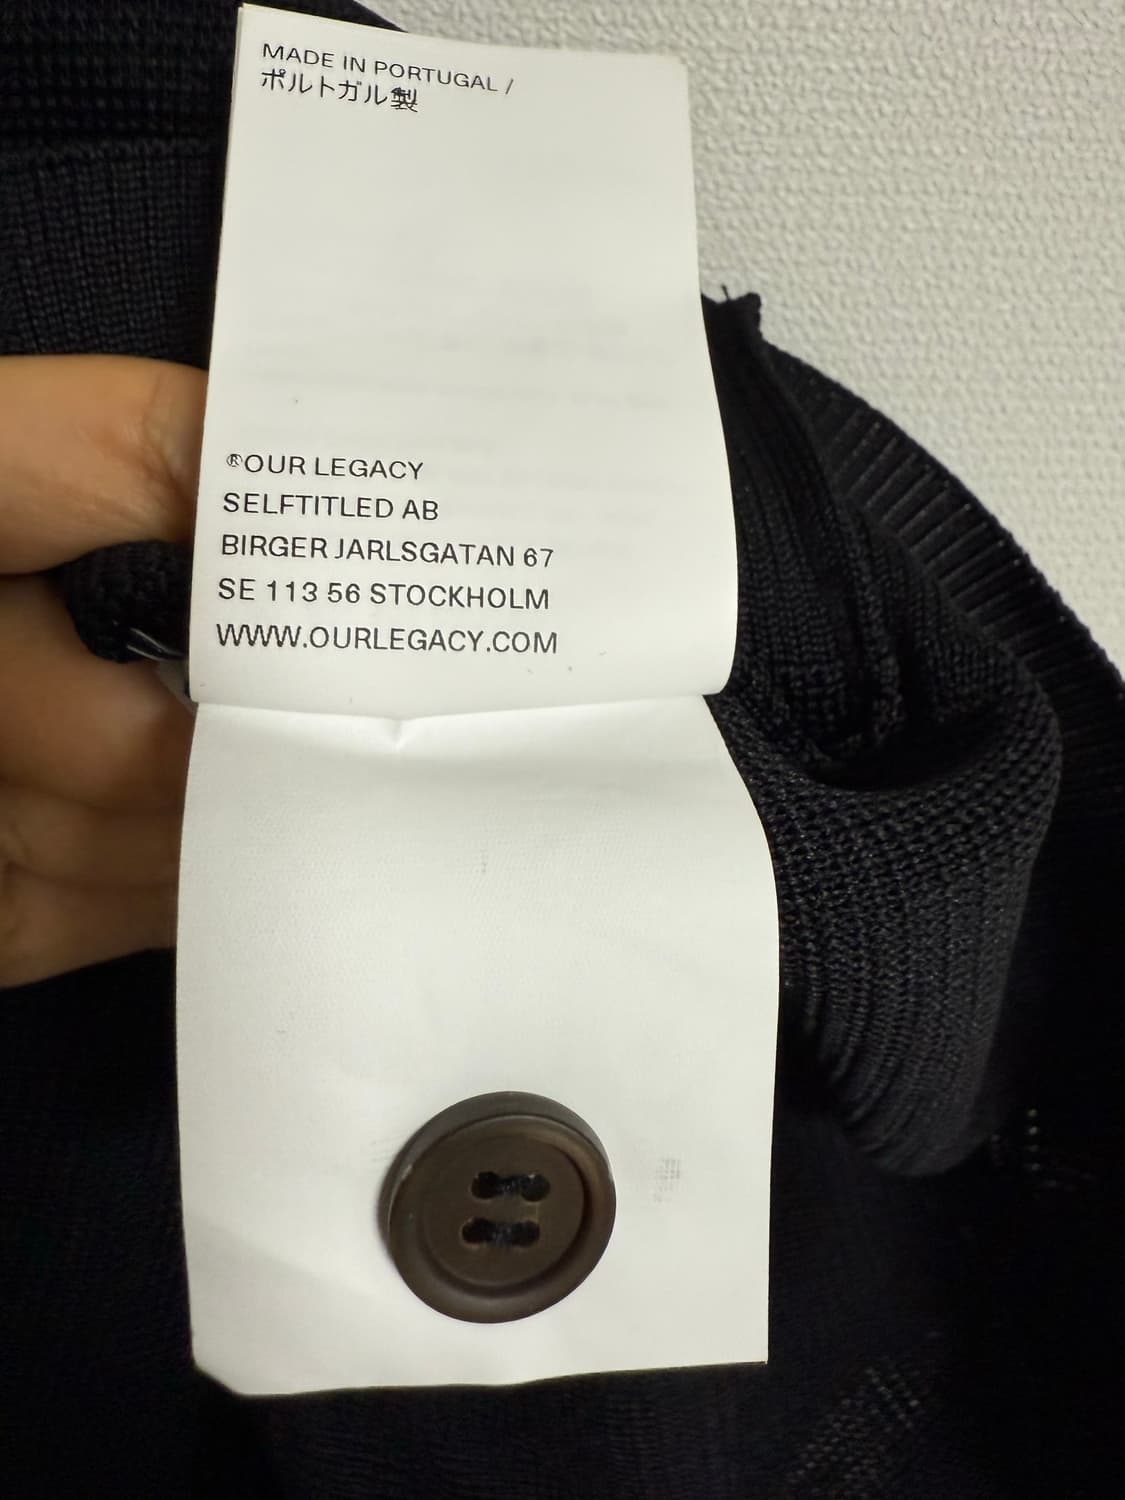 MADE IN PORTUGAL /
ポルトガル製
®OUR LEGACY
SELFTITLED AB
BIRGER JARLSGATAN 67
SE 113 56 STOCKHOLM
WWW.OURLEGACY.COM